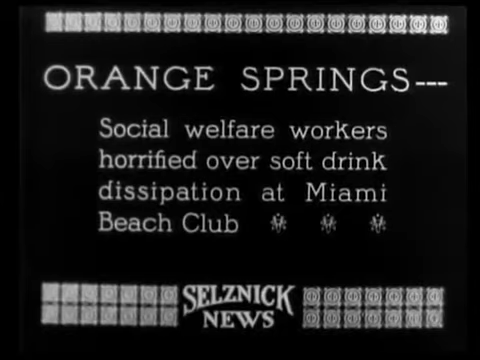 ORANGE SPRINGS---
Social welfare workers
horrified over soft drink
dissipation at Miami
Beach Club
SELZNICK
NEWS